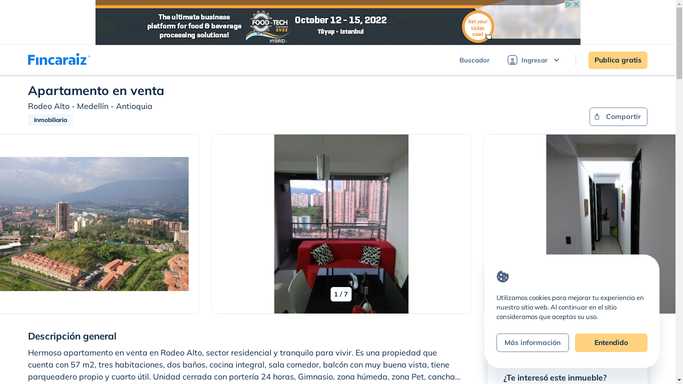 The ultimate business
platform for food & beverage
processing solutions!
FOOD-TECH
HYBRID
October 12 - 15, 2022
Tüyap - Istanbul
Get your
ticket
now!
Fincaraíz
Buscador
Ingresar
Publica gratis
Apartamento en venta
Rodeo Alto - Medellín - Antioquia
Inmobiliaria
Compartir
1 / 7
Utilizamos cookies para mejorar tu experiencia en
nuestro sitio web. Al continuar en el sitio
consideramos que aceptas su uso.
Más información
Entendido
Descripción general
Hermoso apartamento en venta en Rodeo Alto, sector residencial y tranquilo para vivir. Es una propiedad que
cuenta con 57 m2, tres habitaciones, dos baños, cocina integral, sala comedor, balcón con muy buena vista, tiene
parqueadero propio y cuarto útil. Unidad cerrada con portería 24 horas, Gimnasio, zona húmeda, zona Pet, cancha...
¿Te interesó este inmueble?